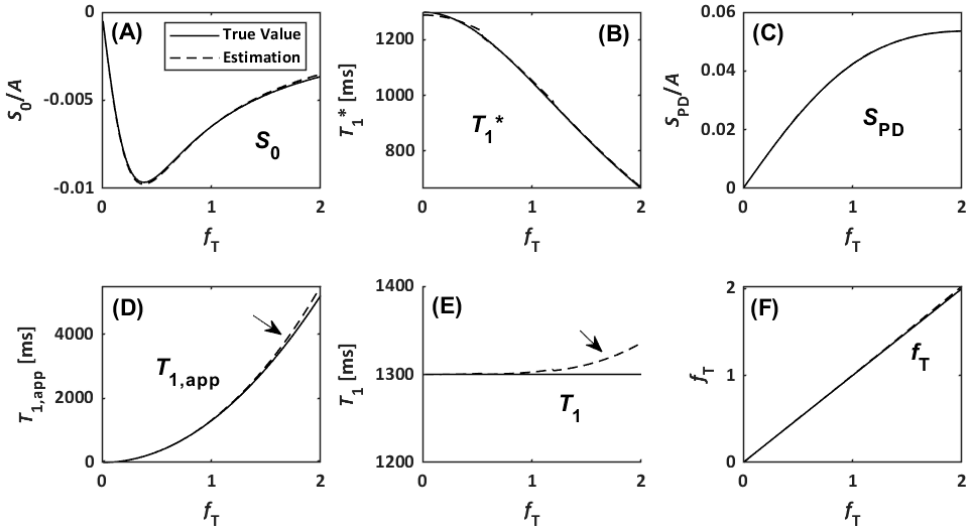 (A)
True Value
Estimation
S0/A
0
-0.005
-0.01
S0
0 1 2
fT
(B)
T1* [ms]
1200
1000
800
T1*
0 1 2
fT
(C)
SPD/A
0.06
0.04
0.02
0
SPD
0 1 2
fT
(D)
T1,app [ms]
4000
2000
0
T1,app
0 1 2
fT
(E)
T1 [ms]
1400
1300
1200
T1
0 1 2
fT
(F)
fT
2
1
0
fT
0 1 2
fT